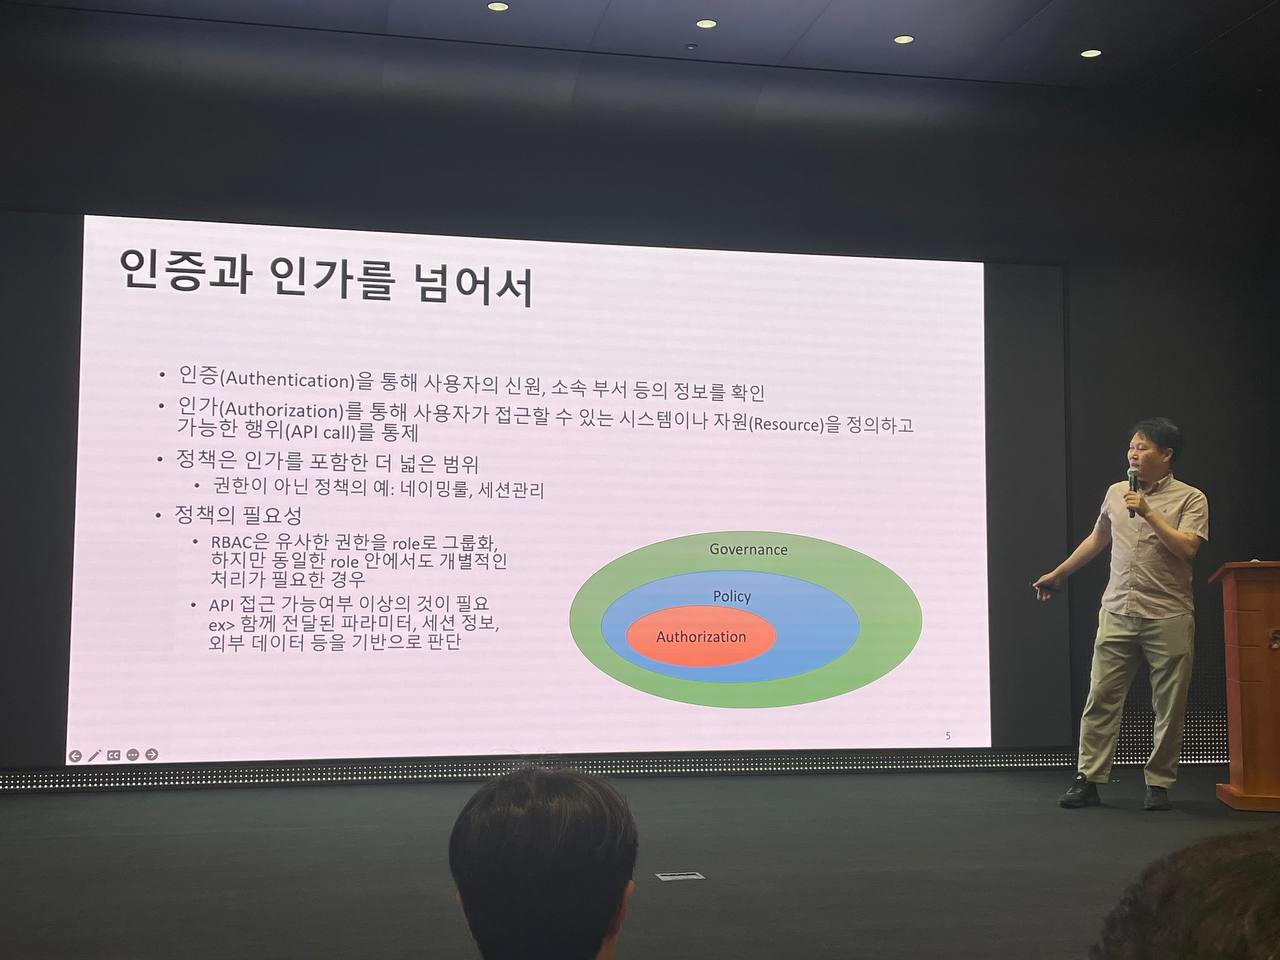 인증과 인가를 넘어서
• 인증(Authentication)을 통해 사용자의 신원, 소속 부서 등의 정보를 확인
• 인가(Authorization)를 통해 사용자가 접근할 수 있는 시스템이나 자원(Resource)을 정의하고
가능한 행위(API call)를 통제
• 정책은 인가를 포함한 더 넓은 범위
• 권한이 아닌 정책의 예: 네이밍룰, 세션관리
• 정책의 필요성
• RBAC은 유사한 권한을 role로 그룹화,
하지만 동일한 role 안에서도 개별적인
처리가 필요한 경우
• API 접근 가능여부 이상의 것이 필요
ex> 함께 전달된 파라미터, 세션 정보,
외부 데이터 등을 기반으로 판단
Governance
Policy
Authorization
5
CC